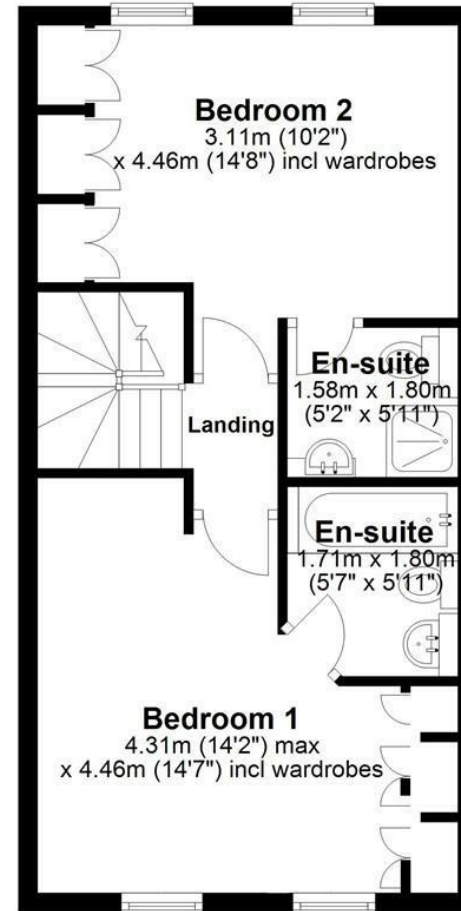 Bedroom 2
3.11m (10'2")
x 4.46m (14'8") incl wardrobes
En-suite
1.58m x 1.80m
(5'2" x 5'11")
Landing
En-suite
1.71m x 1.80m
(5'7" x 5'11")
Bedroom 1
4.31m (14'2") max
x 4.46m (14'7") incl wardrobes